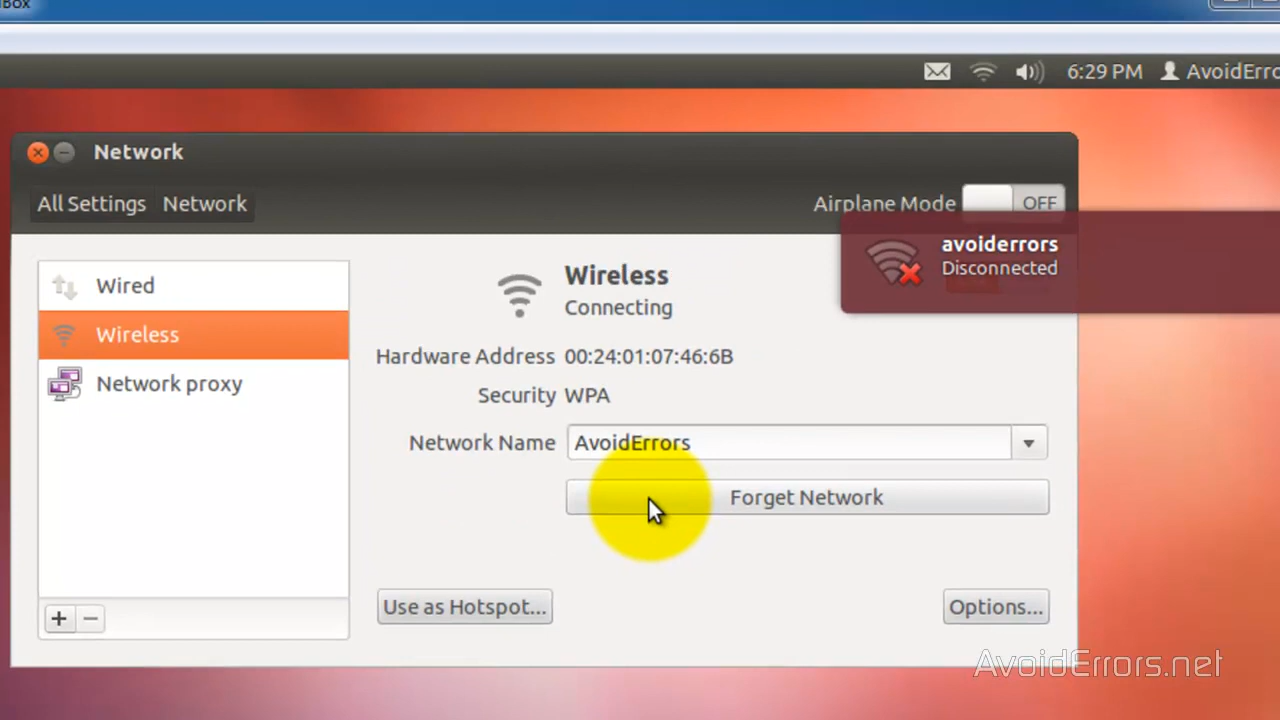 Box
6:29 PM AvoidErro
Network
All Settings Network
Airplane Mode OFF
avoiderrors
Disconnected
Wired
Wireless
Network proxy
Wireless
Connecting
Hardware Address 00:24:01:07:46:6B
Security WPA
Network Name AvoidErrors
Forget Network
Use as Hotspot...
Options...
AvoidErrors.net